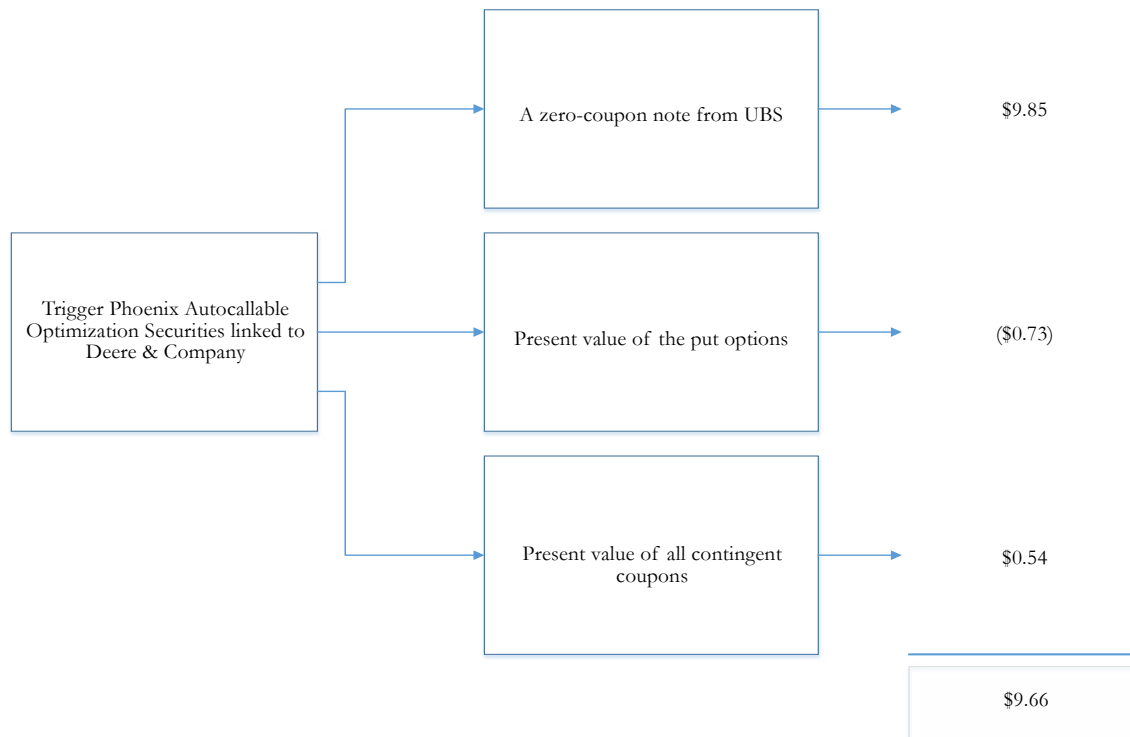 A zero-coupon note from UBS
$9.85
Trigger Phoenix Autocallable
Optimization Securities linked to
Deere & Company
Present value of the put options
($0.73)
Present value of all contingent
coupons
$0.54
$9.66